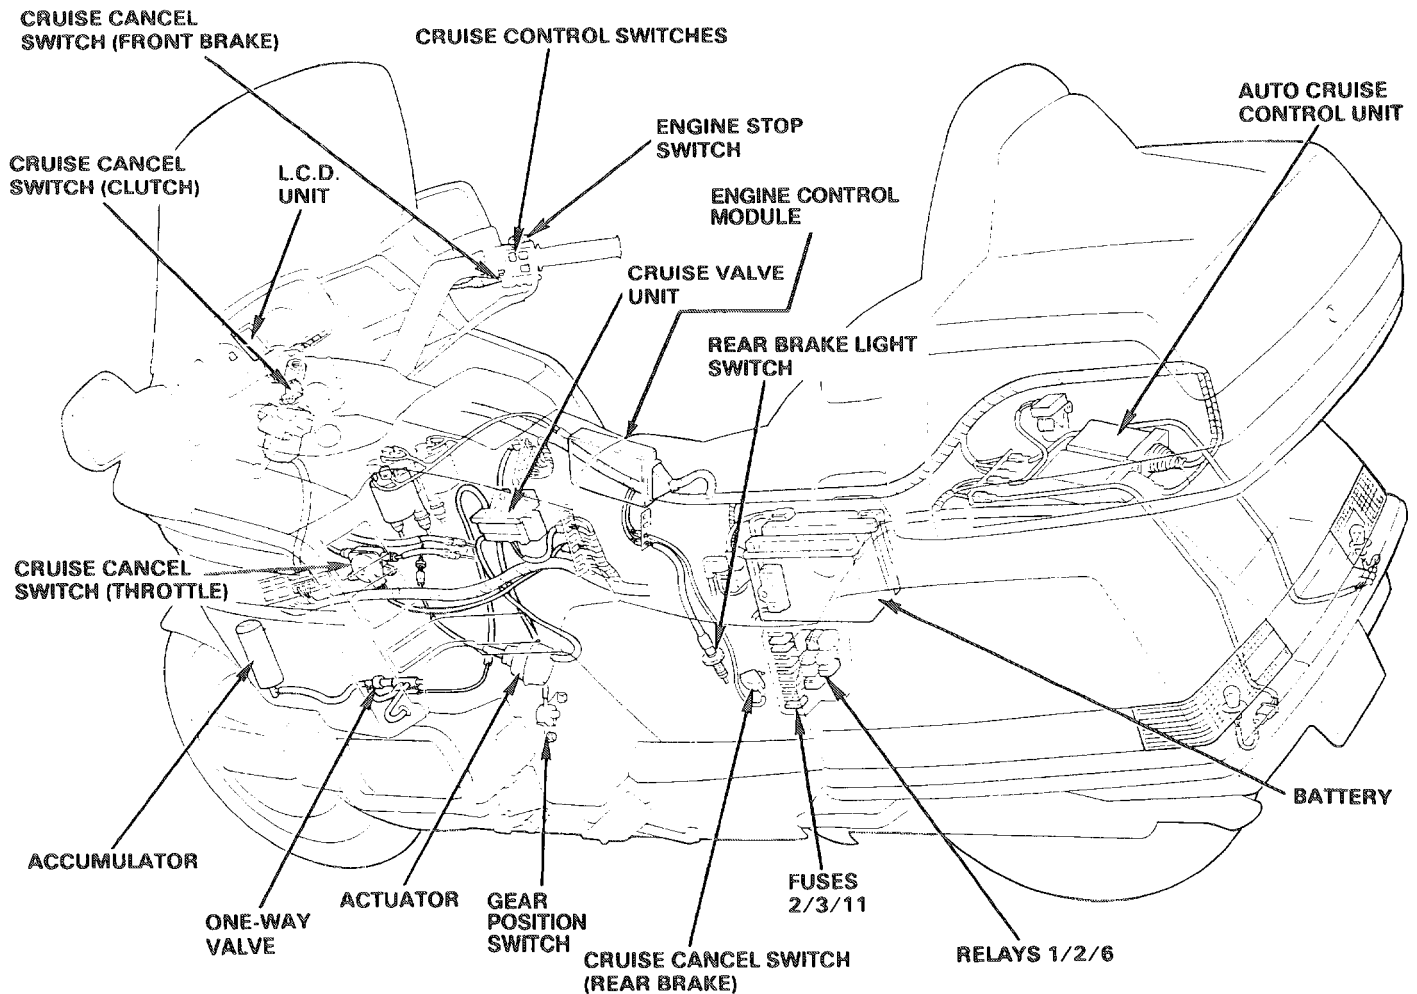 CRUISE CANCEL
SWITCH (FRONT BRAKE)
CRUISE CONTROL SWITCHES
AUTO CRUISE
CONTROL UNIT
ENGINE STOP
SWITCH
CRUISE CANCEL
SWITCH (CLUTCH)
L.C.D.
UNIT
ENGINE CONTROL
MODULE
CRUISE VALVE
UNIT
REAR BRAKE LIGHT
SWITCH
CRUISE CANCEL
SWITCH (THROTTLE)
BATTERY
ACCUMULATOR
ACTUATOR
ONE-WAY
VALVE
GEAR
POSITION
SWITCH
FUSES
2/3/11
CRUISE CANCEL SWITCH
(REAR BRAKE)
RELAYS 1/2/6